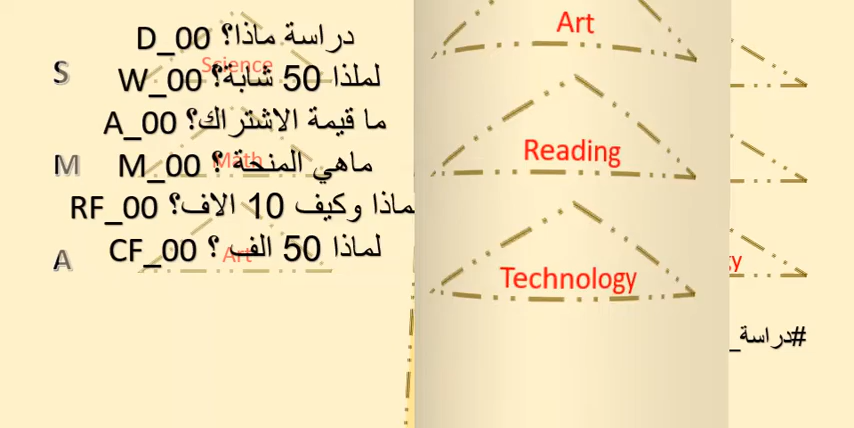 دراسة ماذا؟ D_00
Science
S
لملذا 50 شابة؟ W_00
ما قيمة الاشتراك؟ A_00
M
ماهي المنحة ؟ M_00
Math
ماذا وكيف 10 الاف؟ RF_00
لماذا 50 الف ؟ CF_00
Art
A
Art
Reading
Technology
gy
#دراسة_